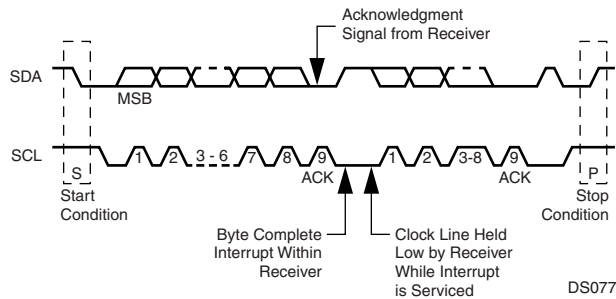 Acknowledgment
Signal from Receiver
SDA
MSB
SCL
S
1
2
3 - 6
7
8
9
1
2
3-8
9
P
ACK
ACK
Start
Condition
Stop
Condition
Byte Complete
Interrupt Within
Receiver
Clock Line Held
Low by Receiver
While Interrupt
is Serviced
DS077